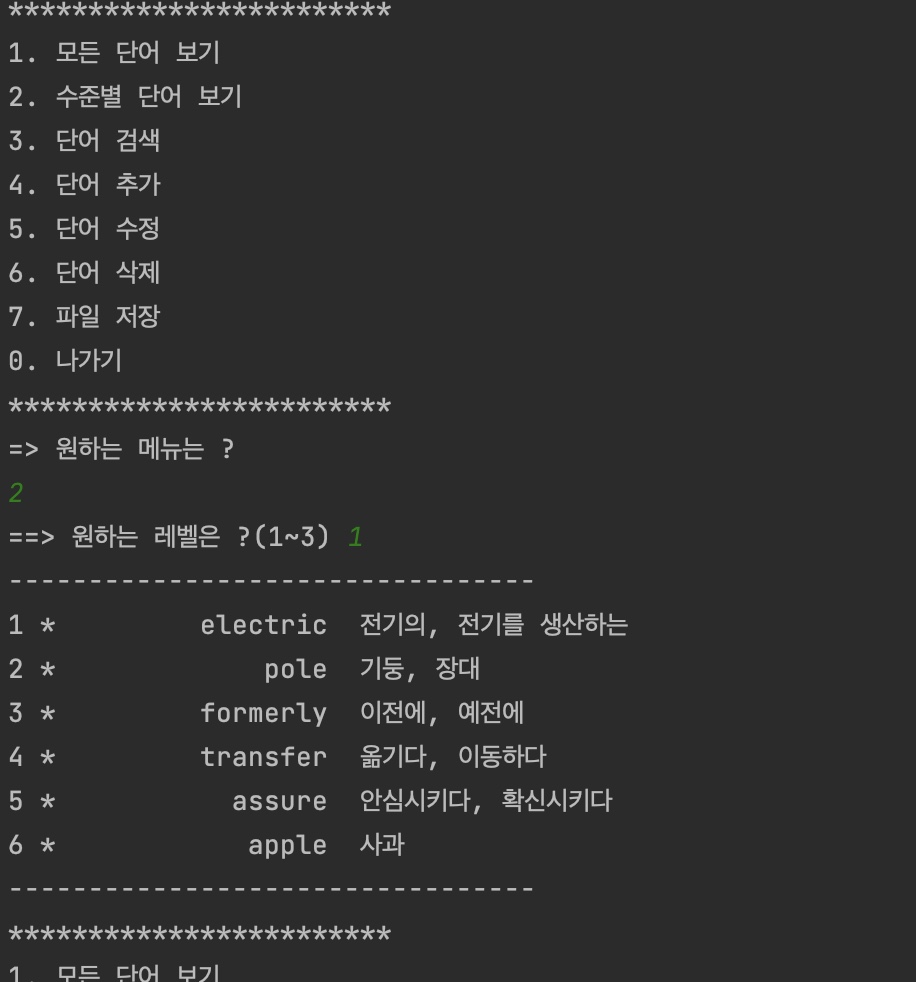 ************************
1. 모든 단어 보기
2. 수준별 단어 보기
3. 단어 검색
4. 단어 추가
5. 단어 수정
6. 단어 삭제
7. 파일 저장
0. 나가기
************************
=> 원하는 메뉴는 ?
2
==> 원하는 레벨은 ?(1~3) 1
---------------------------------
1 * electric 전기의, 전기를 생산하는
2 * pole 기둥, 장대
3 * formerly 이전에, 예전에
4 * transfer 옮기다, 이동하다
5 * assure 안심시키다, 확신시키다
6 * apple 사과
---------------------------------
************************
1. 모든 단어 보기